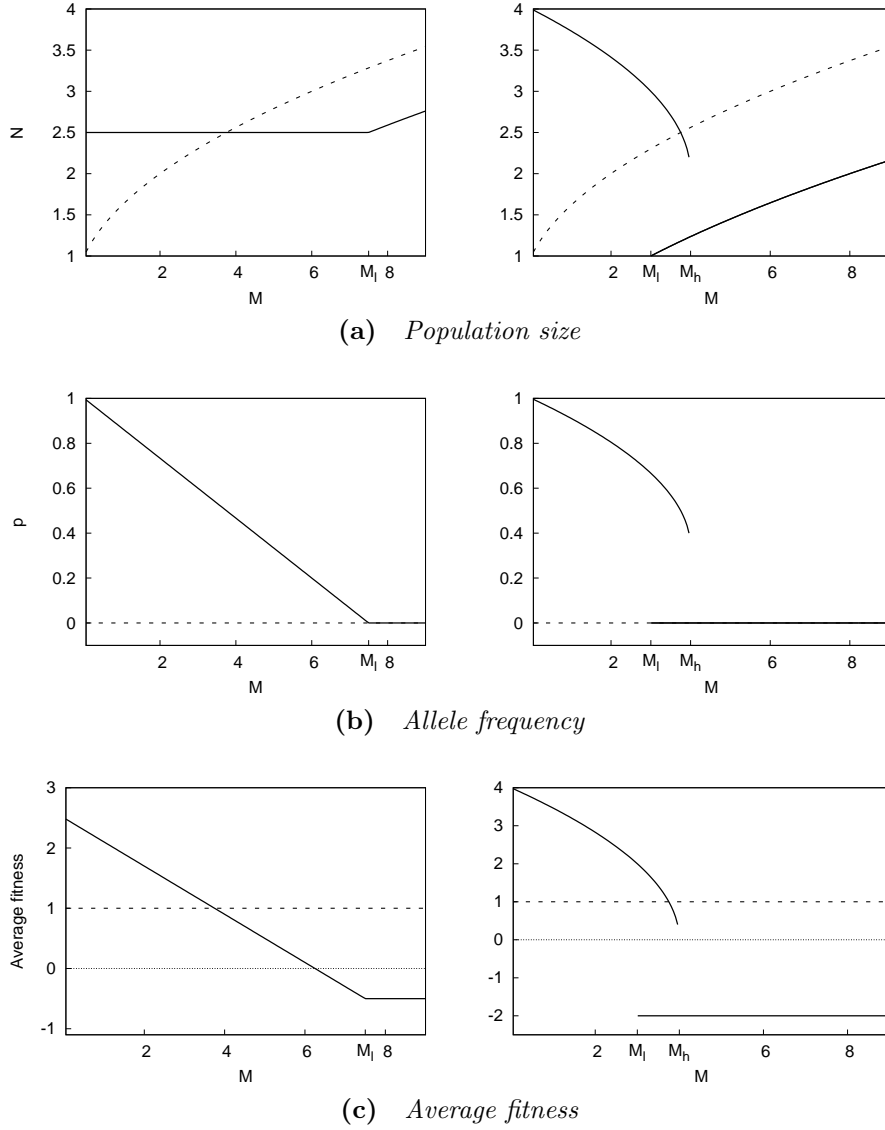 4
3.5
3
2.5
2
1.5
1
N
2 4 6 M_l 8
M
4
3.5
3
2.5
2
1.5
1
2 M_l M_h 6 8
M
(a) Population size
1
0.8
0.6
0.4
0.2
0
p
2 4 6 M_l 8
M
1
0.8
0.6
0.4
0.2
0
2 M_l M_h 6 8
M
(b) Allele frequency
3
2
1
0
-1
Average fitness
2 4 6 M_l 8
M
4
3
2
1
0
-1
-2
2 M_l M_h 6 8
M
(c) Average fitness